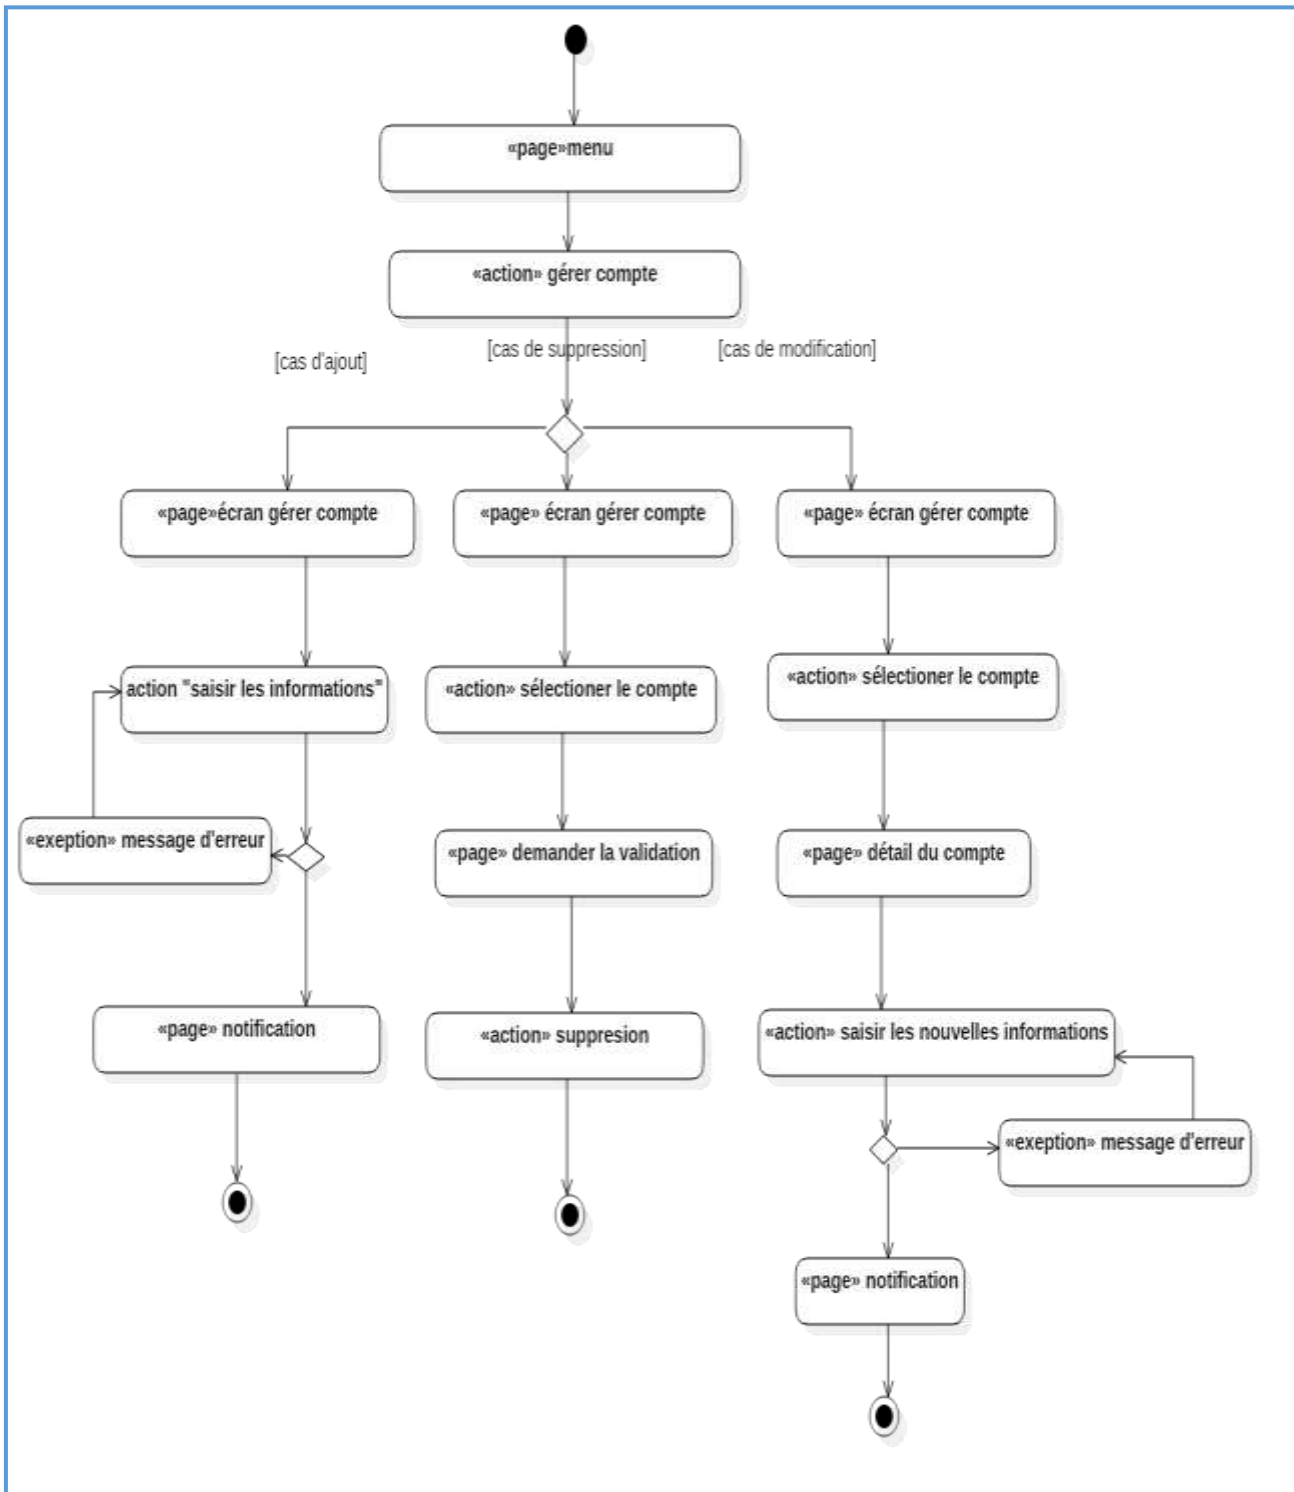 «page»menu
«action» gérer compte
[cas d'ajout]
[cas de suppression]
[cas de modification]
«page»écran gérer compte
«page» écran gérer compte
«page» écran gérer compte
action "saisir les informations"
«action» sélectioner le compte
«action» sélectioner le compte
«exeption» message d'erreur
«page» demander la validation
«page» détail du compte
«page» notification
«action» suppresion
«action» saisir les nouvelles informations
«exeption» message d'erreur
«page» notification